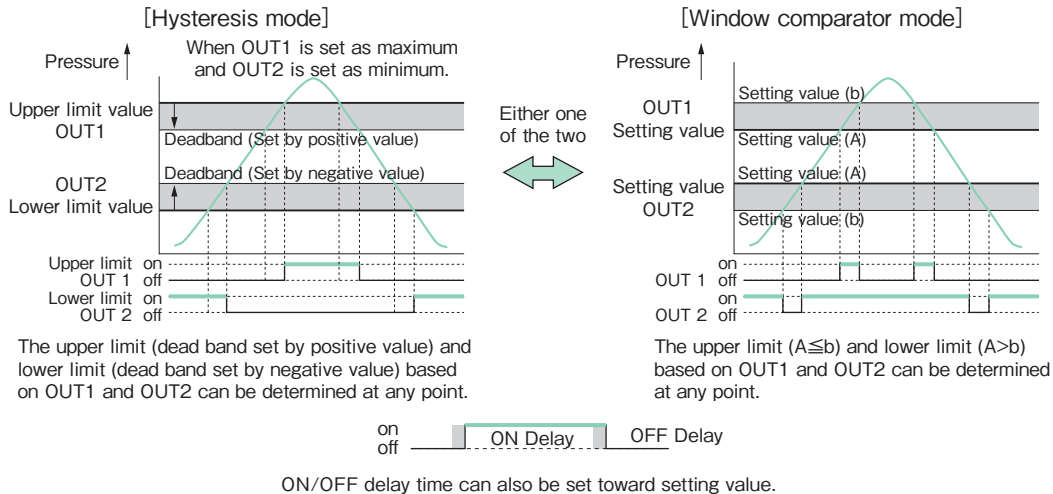 [Hysteresis mode]
When OUT1 is set as maximum
and OUT2 is set as minimum.
Pressure
Upper limit value
OUT1
Deadband (Set by positive value)
Deadband (Set by negative value)
OUT2
Lower limit value
Upper limit on
OUT 1 off
Lower limit on
OUT 2 off
The upper limit (dead band set by positive value) and
lower limit (dead band set by negative value) based
on OUT1 and OUT2 can be determined at any point.
Either one
of the two
[Window comparator mode]
Pressure
Setting value (b)
OUT1
Setting value
Setting value (A)
Setting value (A)
Setting value
OUT2
Setting value (b)
on
OUT 1 off
on
OUT 2 off
The upper limit (A≦b) and lower limit (A>b)
based on OUT1 and OUT2 can be determined
at any point.
on
off
ON Delay
OFF Delay
ON/OFF delay time can also be set toward setting value.